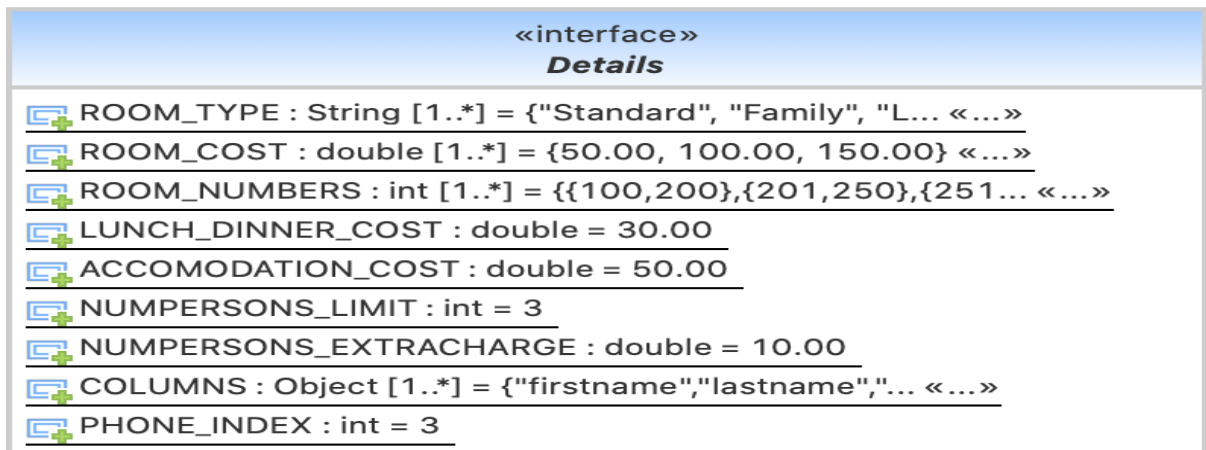 «interface»
Details
ROOM_TYPE : String [1..*] = {"Standard", "Family", "L... «...»
ROOM_COST : double [1..*] = {50.00, 100.00, 150.00} «...»
ROOM_NUMBERS : int [1..*] = {{100,200},{201,250},{251... «...»
LUNCH_DINNER_COST : double = 30.00
ACCOMODATION_COST : double = 50.00
NUMPERSONS_LIMIT : int = 3
NUMPERSONS_EXTRACHARGE : double = 10.00
COLUMNS : Object [1..*] = {"firstname","lastname","... «...»
PHONE_INDEX : int = 3